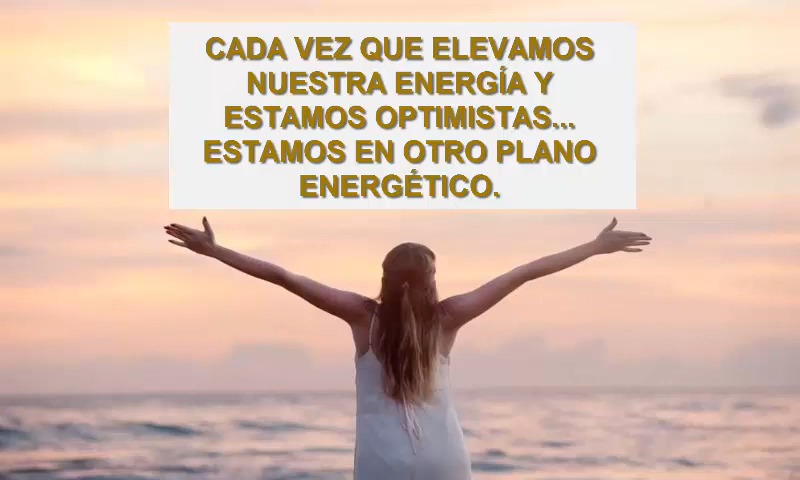 CADA VEZ QUE ELEVAMOS
NUESTRA ENERGÍA Y
ESTAMOS OPTIMISTAS...
ESTAMOS EN OTRO PLANO
ENERGÉTICO.